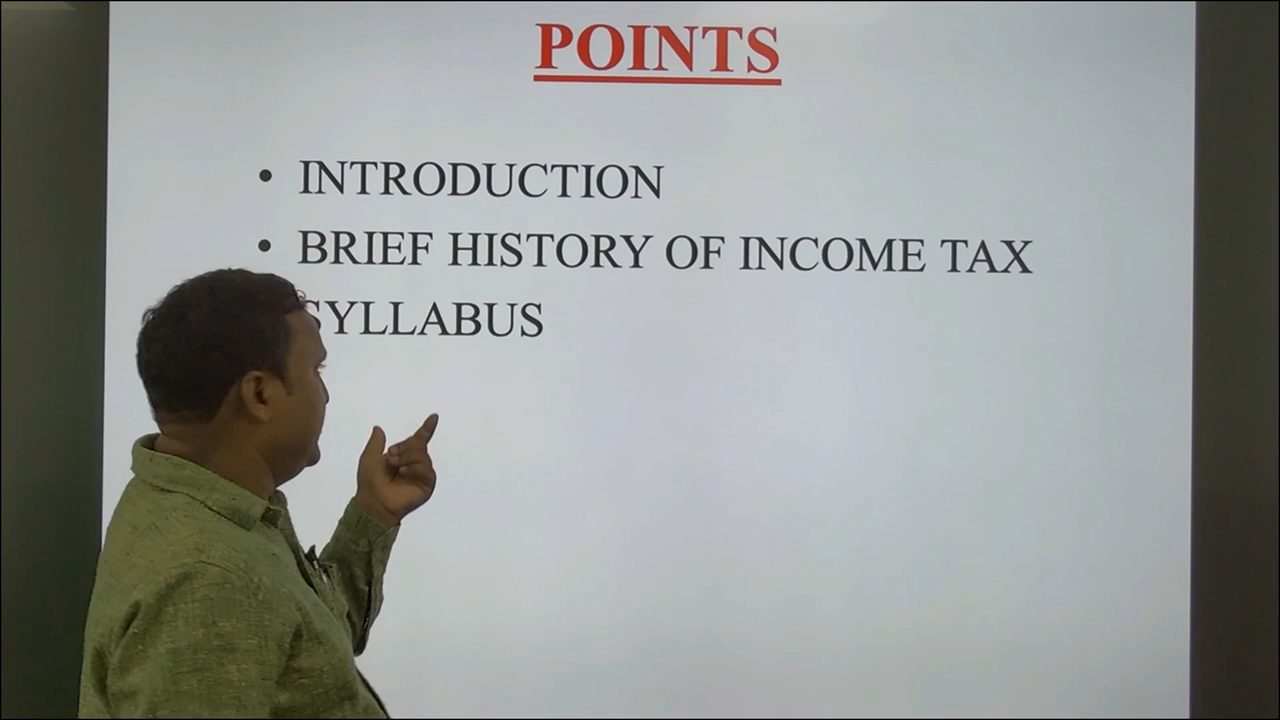 POINTS
• INTRODUCTION
• BRIEF HISTORY OF INCOME TAX
SYLLABUS